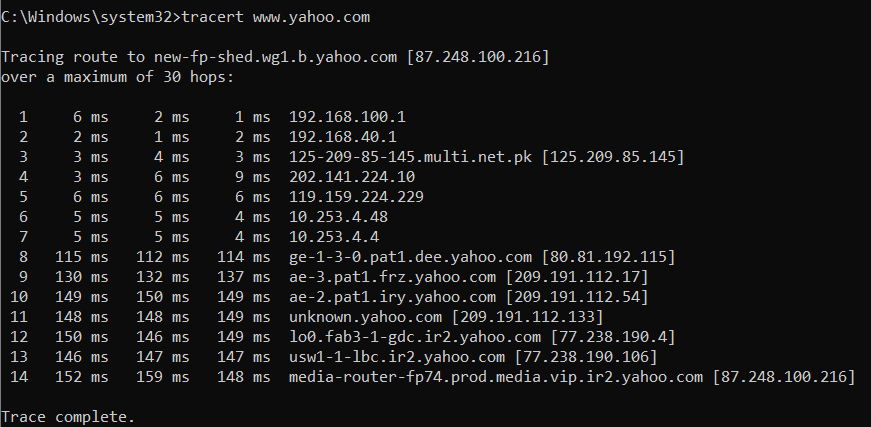 C:\Windows\system32>tracert www.yahoo.com
Tracing route to new-fp-shed.wg1.b.yahoo.com [87.248.100.216]
over a maximum of 30 hops:
1 6 ms 2 ms 1 ms 192.168.100.1
2 2 ms 1 ms 2 ms 192.168.40.1
3 3 ms 4 ms 3 ms 125-209-85-145.multi.net.pk [125.209.85.145]
4 3 ms 6 ms 9 ms 202.141.224.10
5 6 ms 6 ms 6 ms 119.159.224.229
6 5 ms 5 ms 4 ms 10.253.4.48
7 5 ms 5 ms 4 ms 10.253.4.4
8 115 ms 112 ms 114 ms ge-1-3-0.pat1.dee.yahoo.com [80.81.192.115]
9 130 ms 132 ms 137 ms ae-3.pat1.frz.yahoo.com [209.191.112.17]
10 149 ms 150 ms 149 ms ae-2.pat1.iry.yahoo.com [209.191.112.54]
11 148 ms 148 ms 149 ms unknown.yahoo.com [209.191.112.133]
12 150 ms 146 ms 149 ms lo0.fab3-1-gdc.ir2.yahoo.com [77.238.190.4]
13 146 ms 147 ms 147 ms usw1-1-lbc.ir2.yahoo.com [77.238.190.106]
14 152 ms 159 ms 148 ms media-router-fp74.prod.media.vip.ir2.yahoo.com [87.248.100.216]
Trace complete.